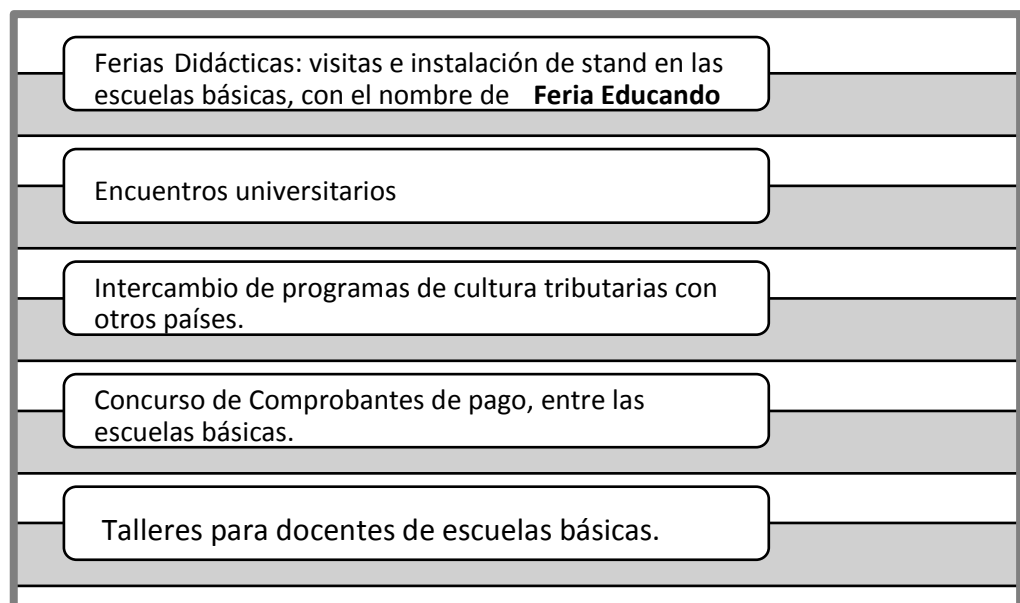 Ferias Didácticas: visitas e instalación de stand en las
escuelas básicas, con el nombre de Feria Educando
Encuentros universitarios
Intercambio de programas de cultura tributarias con
otros países.
Concurso de Comprobantes de pago, entre las
escuelas básicas.
Talleres para docentes de escuelas básicas.